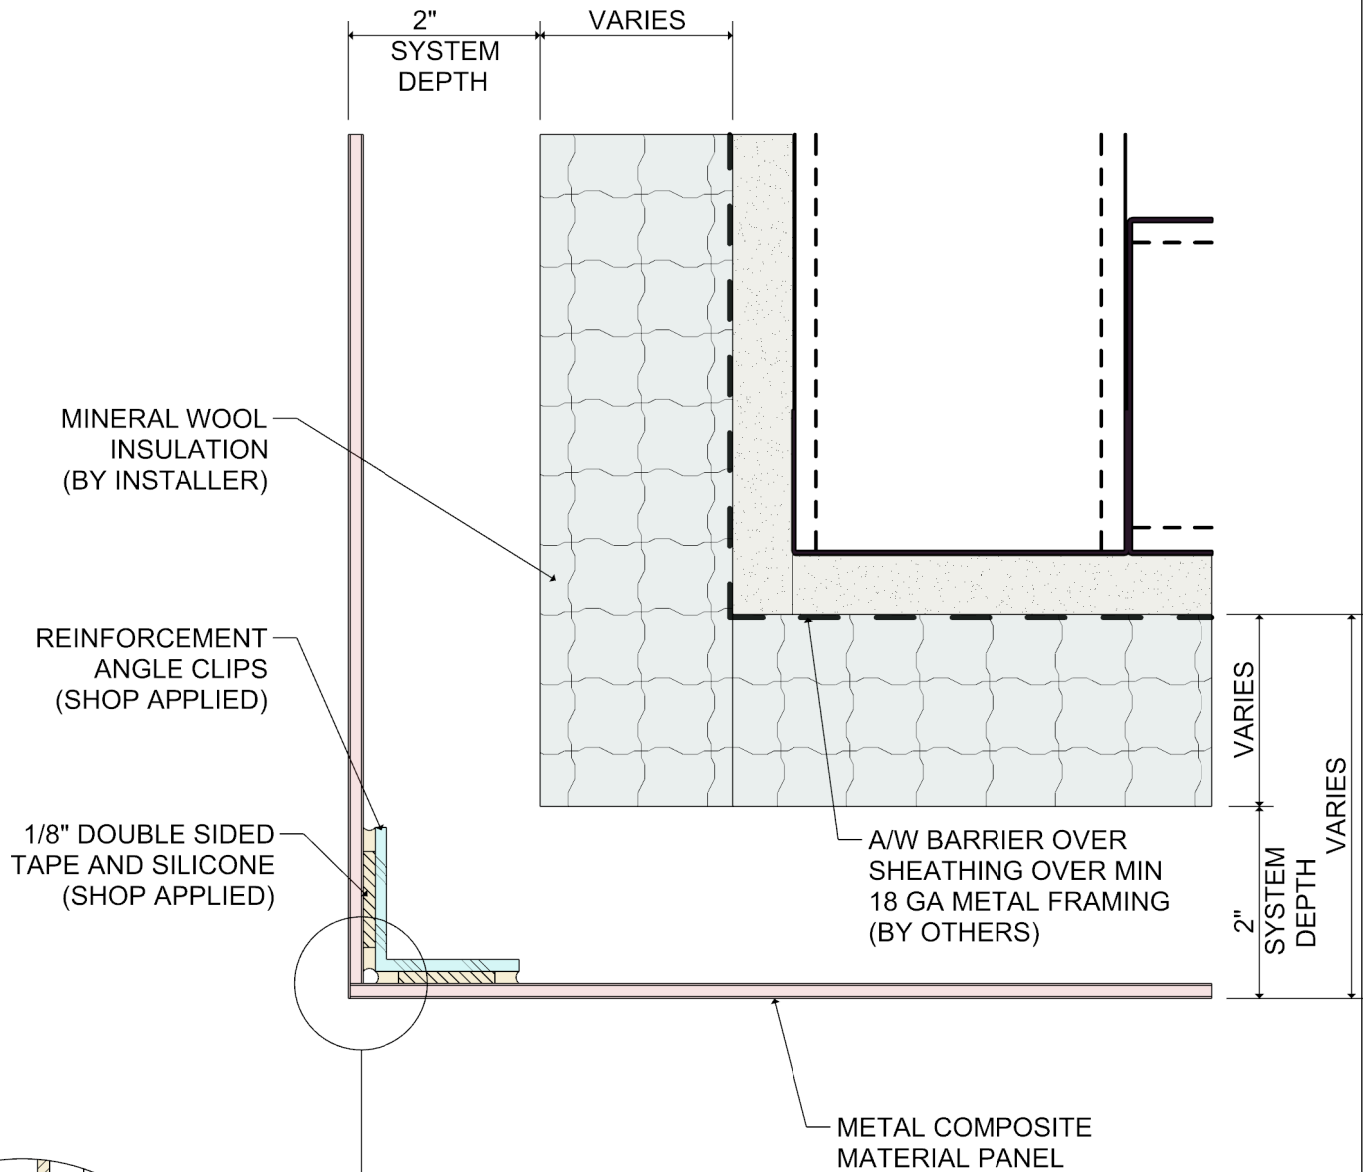 2"
SYSTEM
DEPTH
VARIES
MINERAL WOOL
INSULATION
(BY INSTALLER)
REINFORCEMENT
ANGLE CLIPS
(SHOP APPLIED)
1/8" DOUBLE SIDED
TAPE AND SILICONE
(SHOP APPLIED)
A/W BARRIER OVER
SHEATHING OVER MIN
18 GA METAL FRAMING
(BY OTHERS)
VARIES
2"
SYSTEM
DEPTH
VARIES
METAL COMPOSITE
MATERIAL PANEL